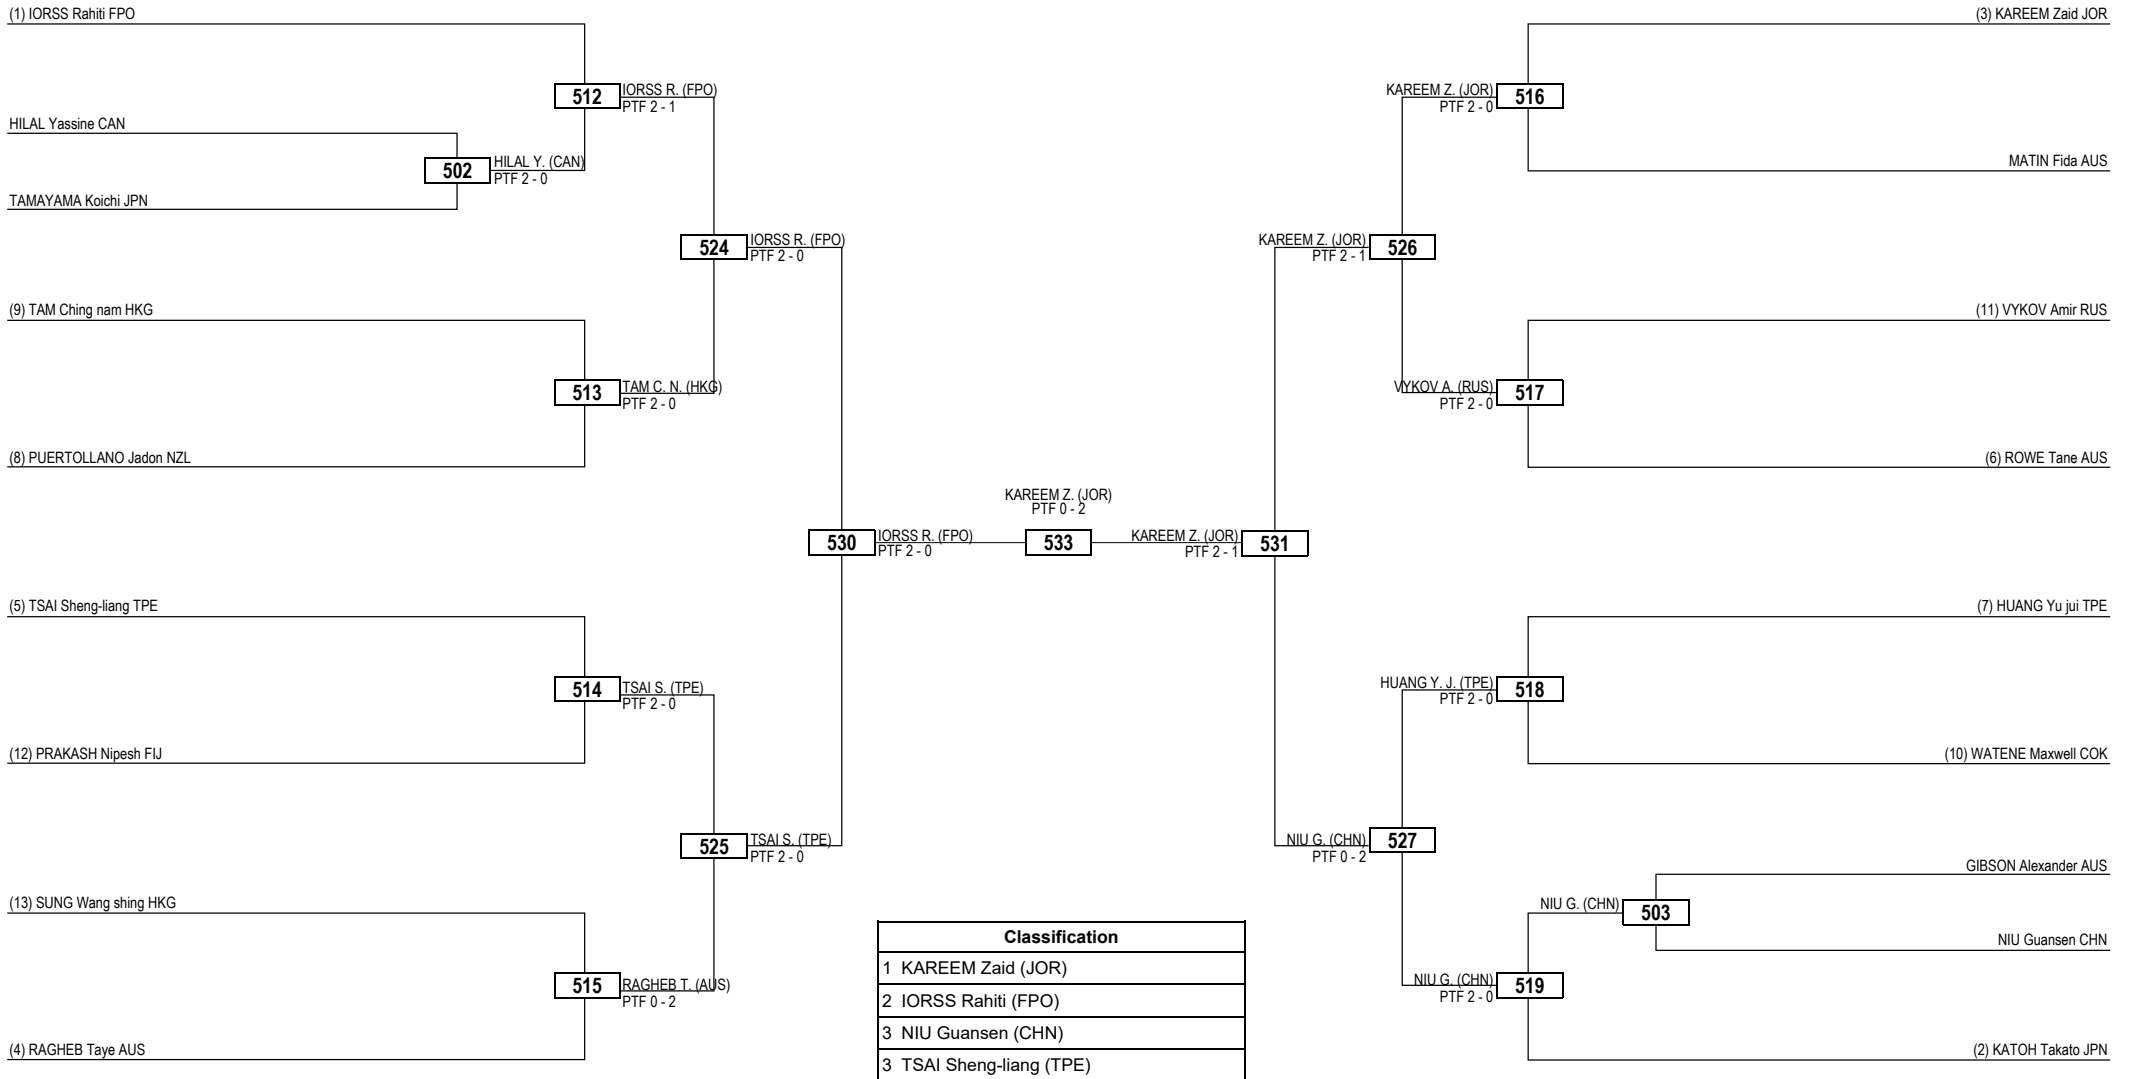 (1) IORSS Rahiti FPO
512
IORSS R. (FPO)
PTF 2 - 1
HILAL Yassine CAN
502
HILAL Y. (CAN)
PTF 2 - 0
TAMAYAMA Koichi JPN
524
IORSS R. (FPO)
PTF 2 - 0
(9) TAM Ching nam HKG
513
TAM C. N. (HKG)
PTF 2 - 0
(8) PUERTOLLANO Jadon NZL
530
IORSS R. (FPO)
PTF 2 - 0
(5) TSAI Sheng-liang TPE
514
TSAI S. (TPE)
PTF 2 - 0
(12) PRAKASH Nipesh FIJ
525
TSAI S. (TPE)
PTF 2 - 0
(13) SUNG Wang shing HKG
515
RAGHEB T. (AUS)
PTF 0 - 2
(4) RAGHEB Taye AUS
KAREEM Z. (JOR)
PTF 0 - 2
533
(3) KAREEM Zaid JOR
KAREEM Z. (JOR)
PTF 2 - 0
516
MATIN Fida AUS
KAREEM Z. (JOR)
PTF 2 - 1
526
(11) VYKOV Amir RUS
VYKOV A. (RUS)
PTF 2 - 0
517
(6) ROWE Tane AUS
KAREEM Z. (JOR)
PTF 2 - 1
531
(7) HUANG Yu jui TPE
HUANG Y. J. (TPE)
PTF 2 - 0
518
(10) WATENE Maxwell COK
NIU G. (CHN)
PTF 0 - 2
527
GIBSON Alexander AUS
NIU G. (CHN)
503
NIU Guansen CHN
NIU G. (CHN)
PTF 2 - 0
519
(2) KATOH Takato JPN
Classification
1 KAREEM Zaid (JOR)
2 IORSS Rahiti (FPO)
3 NIU Guansen (CHN)
3 TSAI Sheng-liang (TPE)